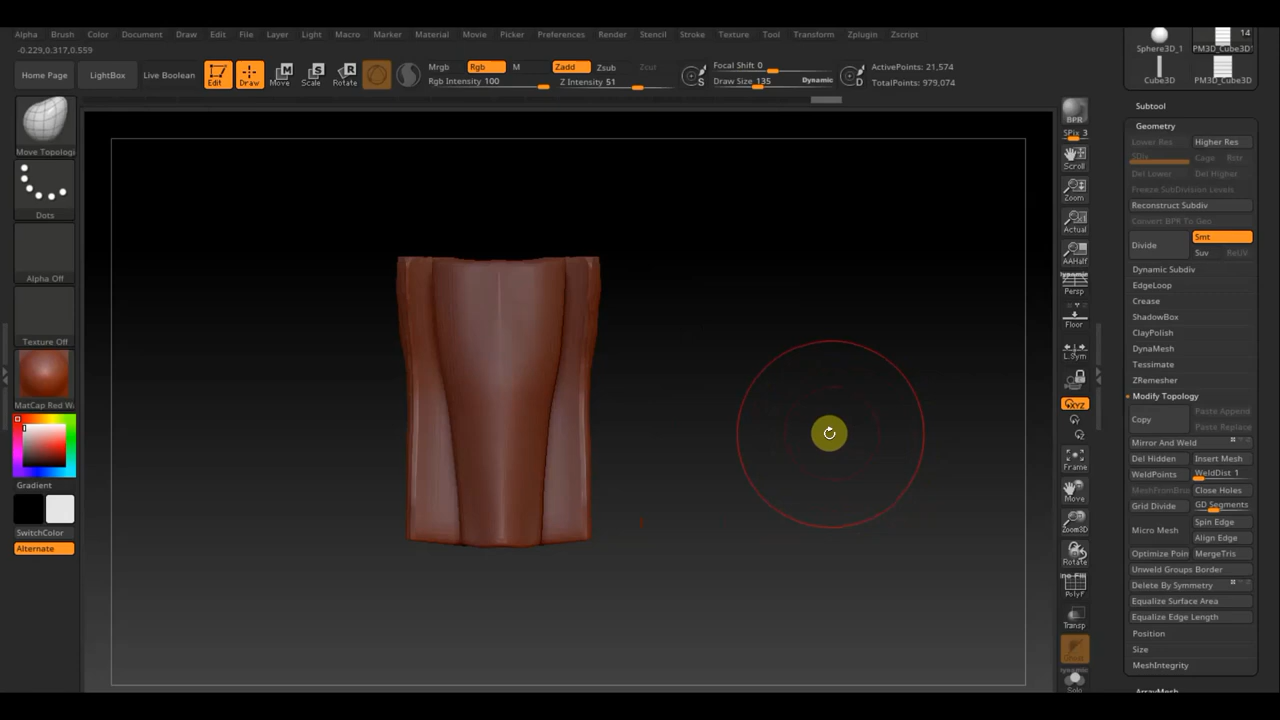 Alpha Brush Color Document Draw Edit File Layer Light Macro Marker Material Movie Picker Preferences Render Stencil Stroke Texture Tool Transform Zplugin Zscript
-0.229,0.317,0.559
Home Page LightBox Live Boolean Edit Draw Move Scale Rotate
Mrgb Rgb M Zadd Zsub Zcut
Rgb Intensity 100 Z Intensity 51
S Focal Shift 0 D
Draw Size 135 Dynamic
ActivePoints: 21,574
TotalPoints: 979,074
Move Topologi
Dots
Alpha Off
Texture Off
MatCap Red W
Gradient
SwitchColor
Alternate
BPR
SPix 3
Scroll
Zoom
Actual
AAHalf
Dynamic
Persp
Floor
L.Sym
XYZ
Y
Z
Frame
Move
Zoom3D
Rotate
PolyF
Transp
Ghost
Solo
14
Sphere3D_1 PM3D_Cube3D1
Cube3D PM3D_Cube3D
Subtool
Geometry
Lower Res Higher Res
SDiv Cage Rstr
Del Lower Del Higher
Freeze SubDivision Levels
Reconstruct Subdiv
Convert BPR To Geo
Divide Smt
Suv ReUV
Dynamic Subdiv
EdgeLoop
Crease
ShadowBox
ClayPolish
DynaMesh
Tessimate
ZRemesher
Modify Topology
Copy Paste Append
Paste Replace
Mirror And Weld
Del Hidden Insert Mesh
WeldPoints WeldDist 1
MeshFromBru Close Holes
Grid Divide GD Segments
Micro Mesh Spin Edge
Align Edge
Optimize Poin MergeTris
Unweld Groups Border
Delete By Symmetry
Equalize Surface Area
Equalize Edge Length
Position
Size
MeshIntegrity
ArrayMesh